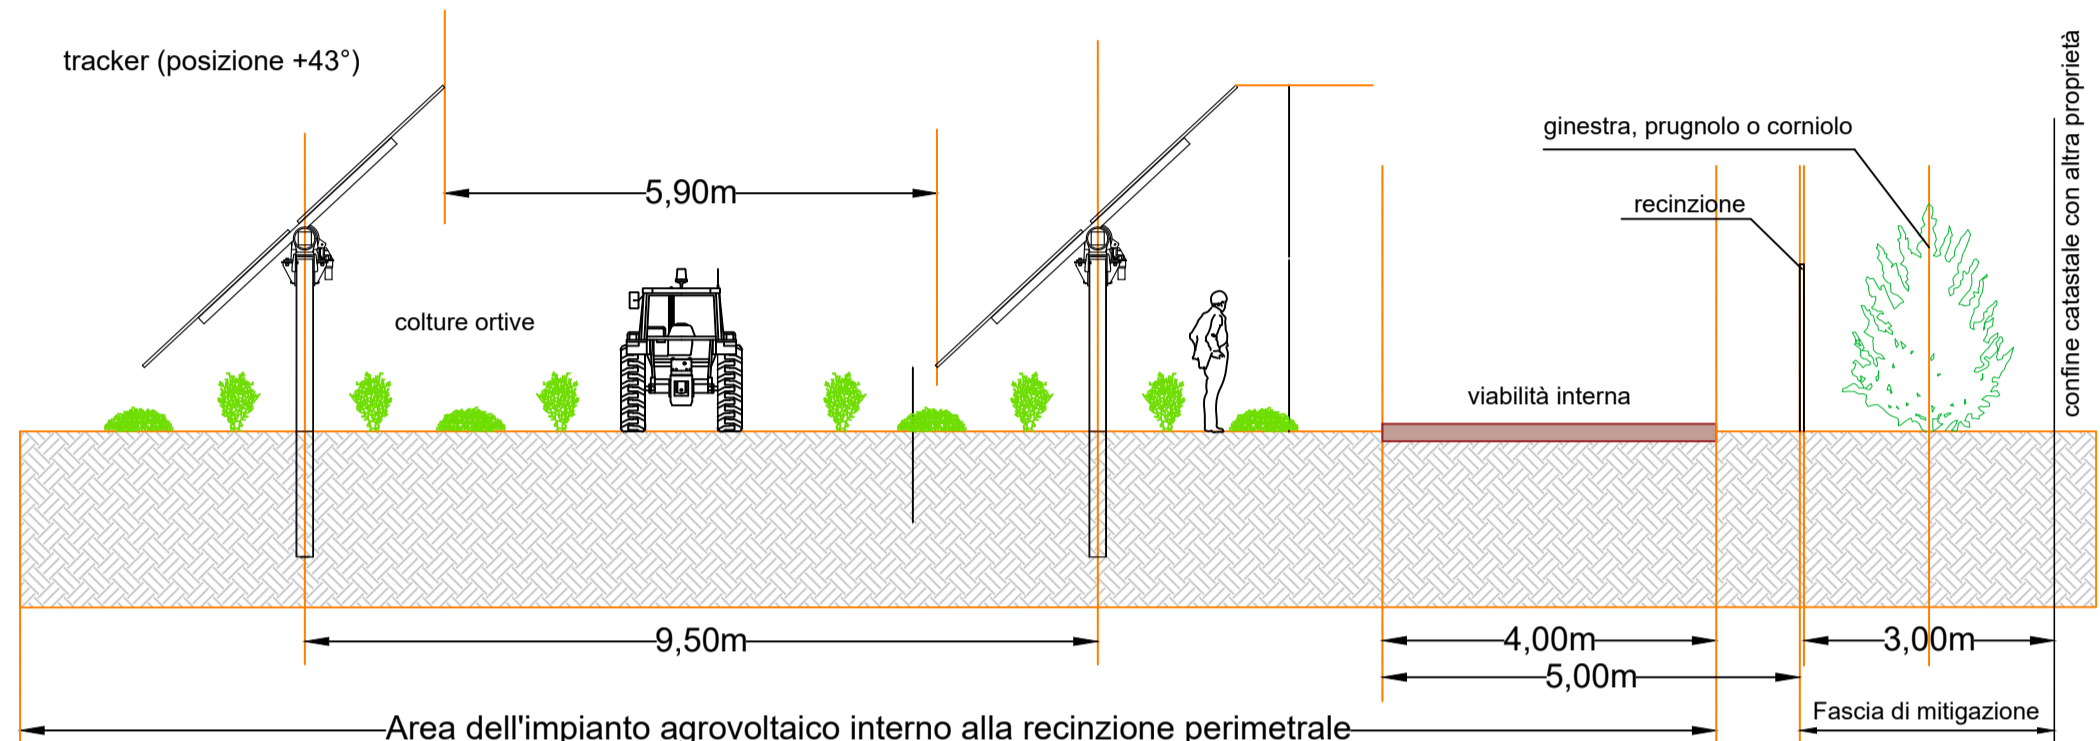 tracker (posizione +43°)
5,90m
colture ortive
ginestra, prugnolo o corniolo
recinzione
viabilità interna
confine catastale con altra proprietà
9,50m
4,00m
3,00m
5,00m
Fascia di mitigazione
Area dell'impianto agrovoltaico interno alla recinzione perimetrale